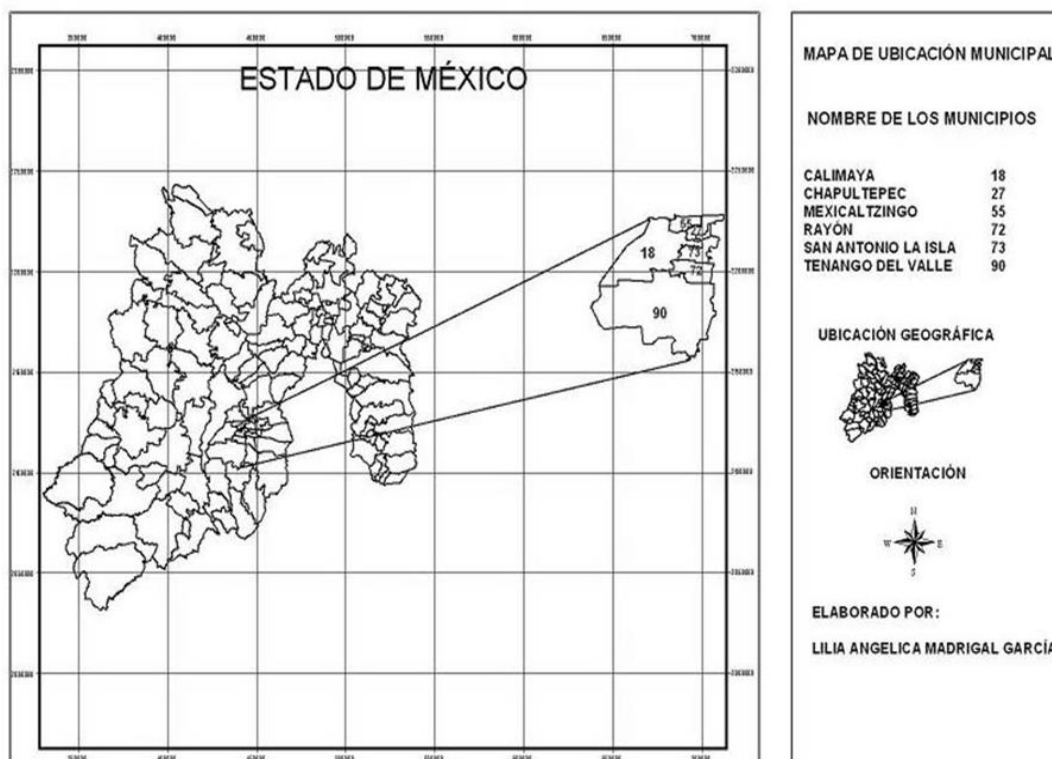 ESTADO DE MÉXICO
55
27
18
73
72
90
MAPA DE UBICACIÓN MUNICIPAL
NOMBRE DE LOS MUNICIPIOS
CALIMAYA 18
CHAPULTEPEC 27
MEXICALTZINGO 55
RAYÓN 72
SAN ANTONIO LA ISLA 73
TENANGO DEL VALLE 90
UBICACIÓN GEOGRÁFICA
ORIENTACIÓN
N
W E
S
ELABORADO POR:
LILIA ANGELICA MADRIGAL GARCÍA